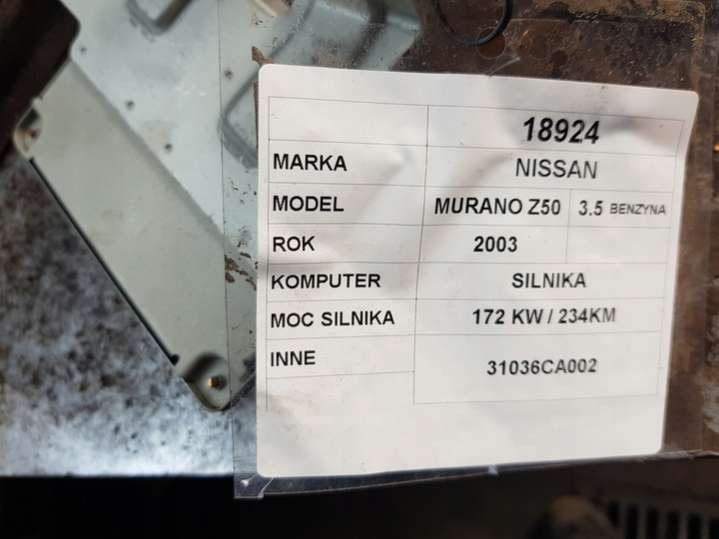 18924
MARKA NISSAN
MODEL MURANO Z50 3.5 BENZYNA
ROK 2003
KOMPUTER SILNIKA
MOC SILNIKA 172 KW / 234KM
INNE 31036CA002